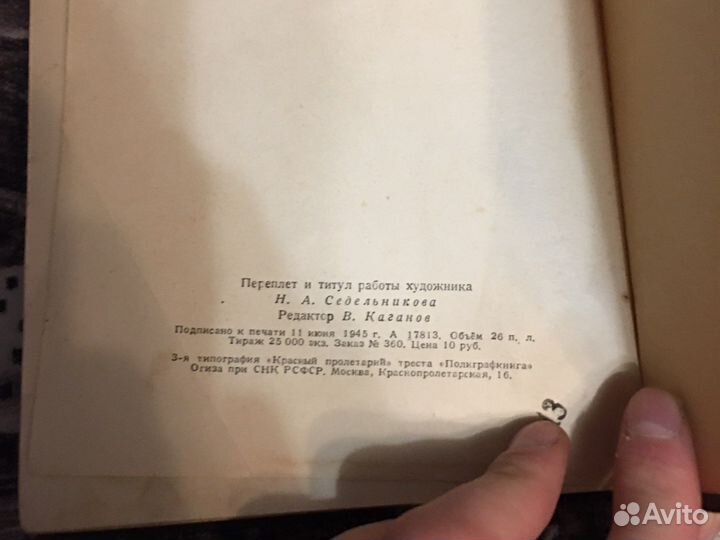 Переплет и титул работы художника
Н. А. Седельникова
Редактор В. Каганов
Подписано к печати 11 июня 1945 г. А 17813. Объём 26 п. л.
Тираж 25 000 экз. Заказ № 360. Цена 10 руб.
3-я типография «Красный пролетарий» треста «Полиграфкнига»
Огиза при СНК РСФСР. Москва, Краснопролетарская, 16.
Avito